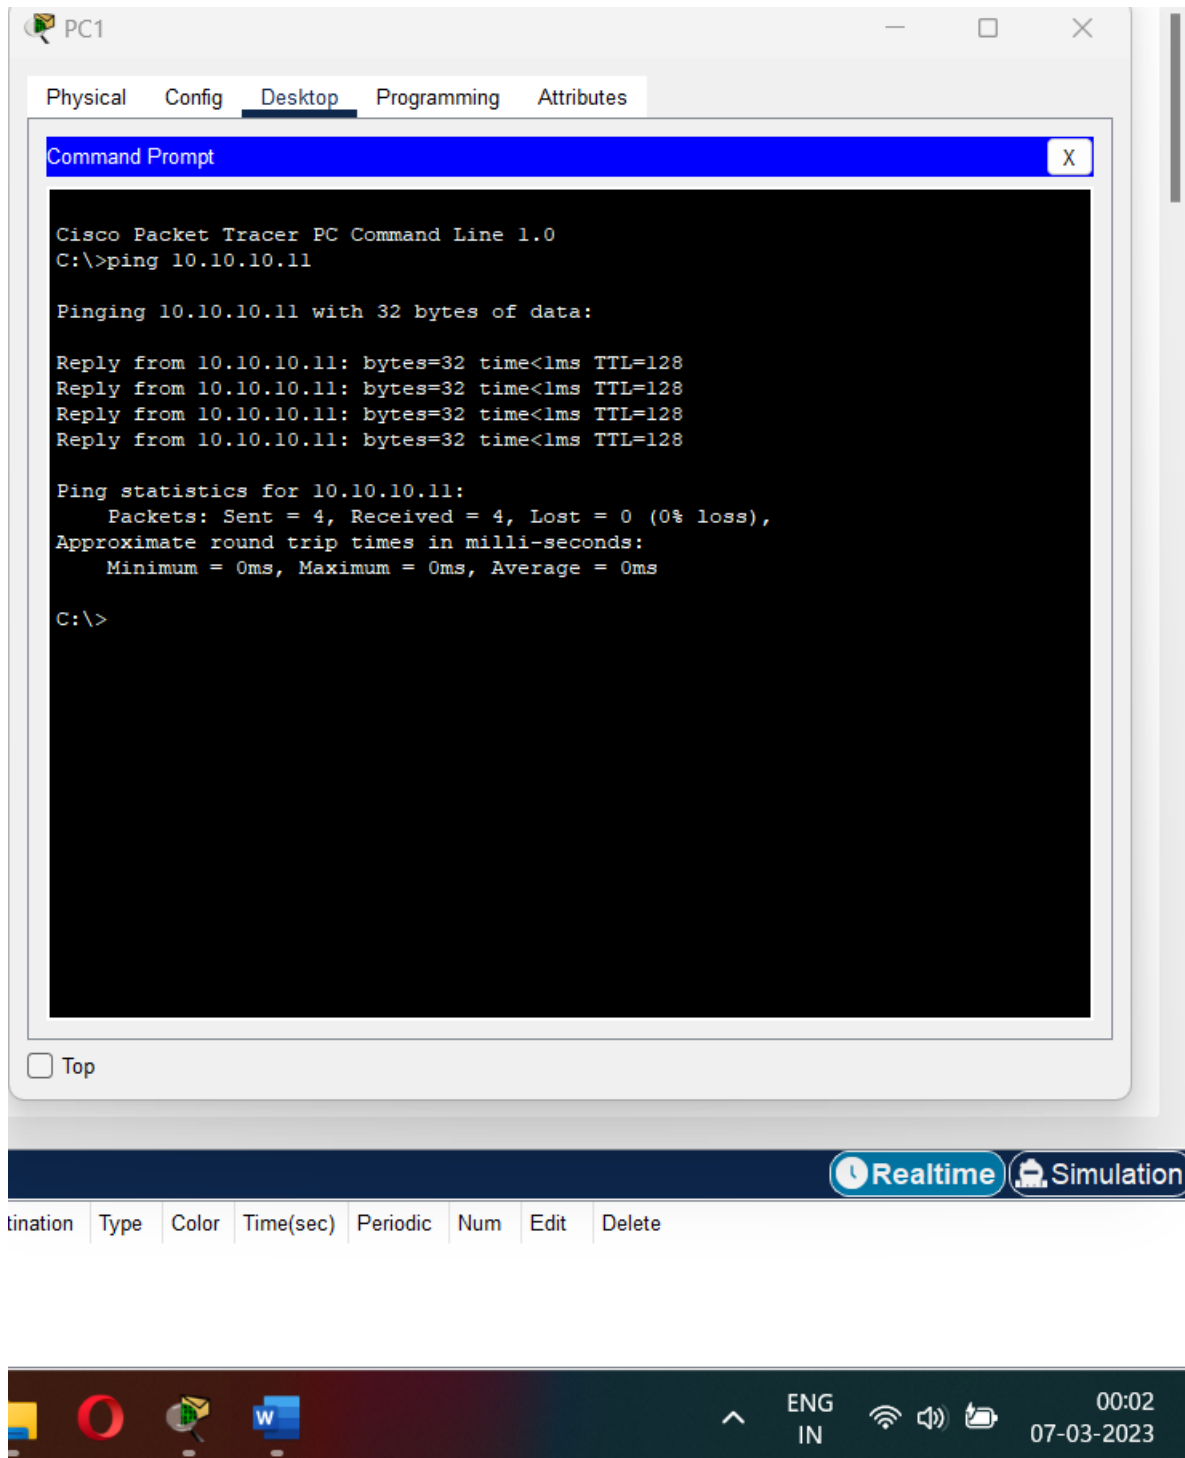 PC1
Physical Config Desktop Programming Attributes
Command Prompt
X
Cisco Packet Tracer PC Command Line 1.0
C:\>ping 10.10.10.11
Pinging 10.10.10.11 with 32 bytes of data:
Reply from 10.10.10.11: bytes=32 time<1ms TTL=128
Reply from 10.10.10.11: bytes=32 time<1ms TTL=128
Reply from 10.10.10.11: bytes=32 time<1ms TTL=128
Reply from 10.10.10.11: bytes=32 time<1ms TTL=128
Ping statistics for 10.10.10.11:
Packets: Sent = 4, Received = 4, Lost = 0 (0% loss),
Approximate round trip times in milli-seconds:
Minimum = 0ms, Maximum = 0ms, Average = 0ms
C:\>
Top
Realtime Simulation
tination Type Color Time(sec) Periodic Num Edit Delete
W
ENG
IN
00:02
07-03-2023